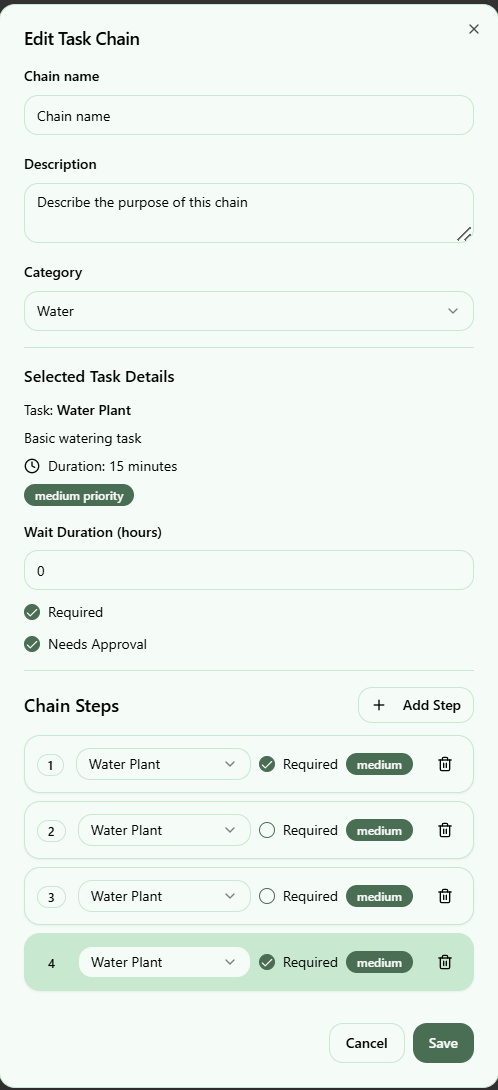 Edit Task Chain
Chain name
Chain name
Description
Describe the purpose of this chain
Category
Water
Selected Task Details
Task: Water Plant
Basic watering task
Duration: 15 minutes
medium priority
Wait Duration (hours)
0
Required
Needs Approval
Chain Steps
Add Step
1 Water Plant Required medium
2 Water Plant Required medium
3 Water Plant Required medium
4 Water Plant Required medium
Cancel Save